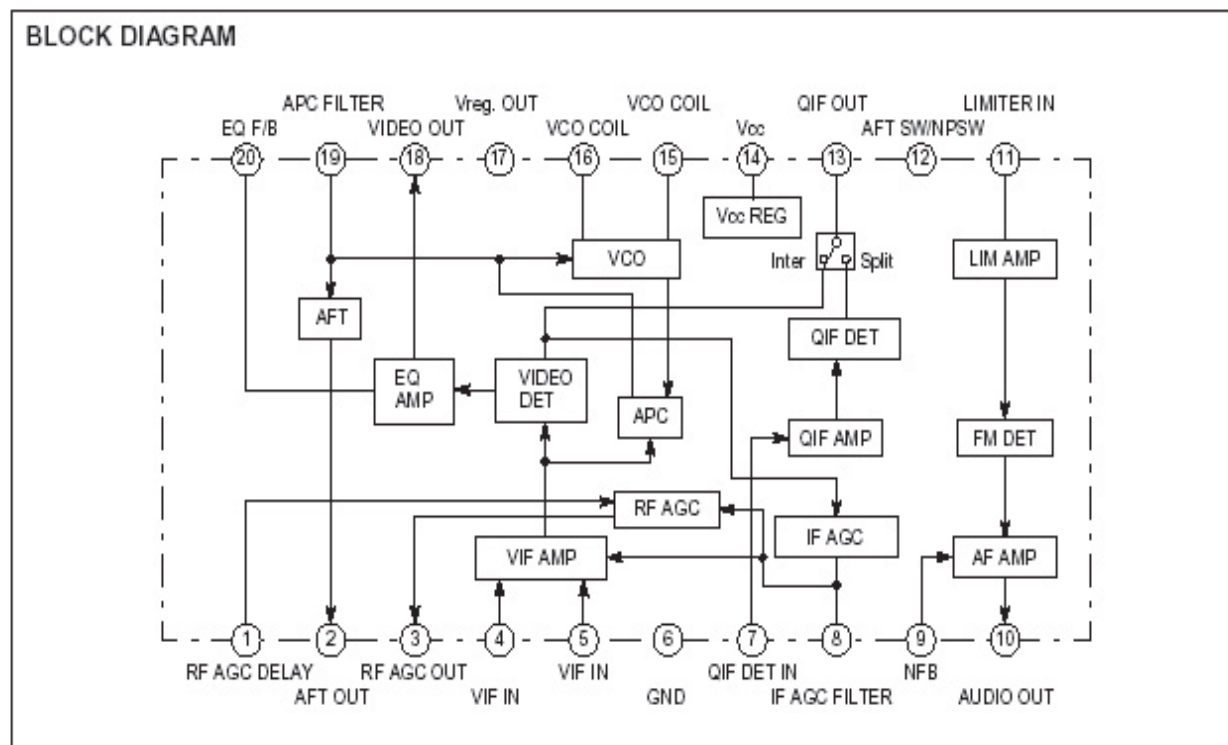 BLOCK DIAGRAM
APC FILTER Vreg. OUT VCO COIL QIF OUT LIMITER IN
EQ F/B VIDEO OUT VCO COIL Vcc AFT SW/NPSW
20 19 18 17 16 15 14 13 12 11
Vcc REG
VCO Inter Split LIM AMP
AFT
QIF DET
EQ
AMP
VIDEO
DET
APC
QIF AMP FM DET
RF AGC
VIF AMP IF AGC AF AMP
1 2 3 4 5 6 7 8 9 10
RF AGC DELAY RF AGC OUT VIF IN QIF DET IN NFB
AFT OUT VIF IN GND IF AGC FILTER AUDIO OUT